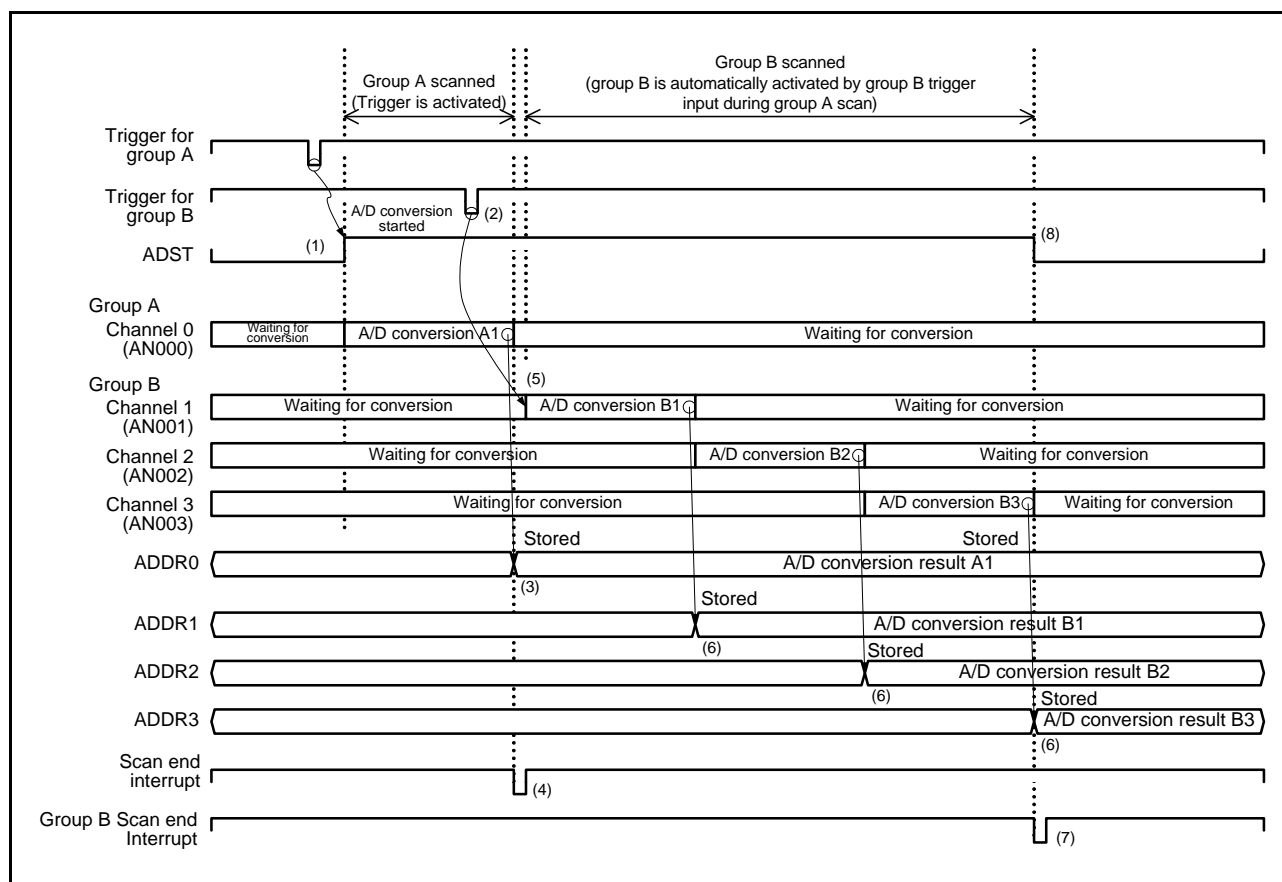 Group A scanned
(Trigger is activated)
Group B scanned
(group B is automatically activated by group B trigger
input during group A scan)
Trigger for
group A
Trigger for
group B
A/D conversion
started
(2)
ADST
(1)
(8)
Group A
Channel 0
(AN000)
Waiting for
conversion
A/D conversion A1
Waiting for conversion
Group B
(5)
Channel 1
(AN001)
Waiting for conversion
A/D conversion B1
Waiting for conversion
Channel 2
(AN002)
Waiting for conversion
A/D conversion B2
Waiting for conversion
Channel 3
(AN003)
Waiting for conversion
A/D conversion B3
Waiting for conversion
Stored
Stored
ADDR0
A/D conversion result A1
(3)
Stored
ADDR1
A/D conversion result B1
(6)
Stored
ADDR2
A/D conversion result B2
(6)
Stored
ADDR3
A/D conversion result B3
(6)
Scan end
interrupt
(4)
Group B Scan end
Interrupt
(7)